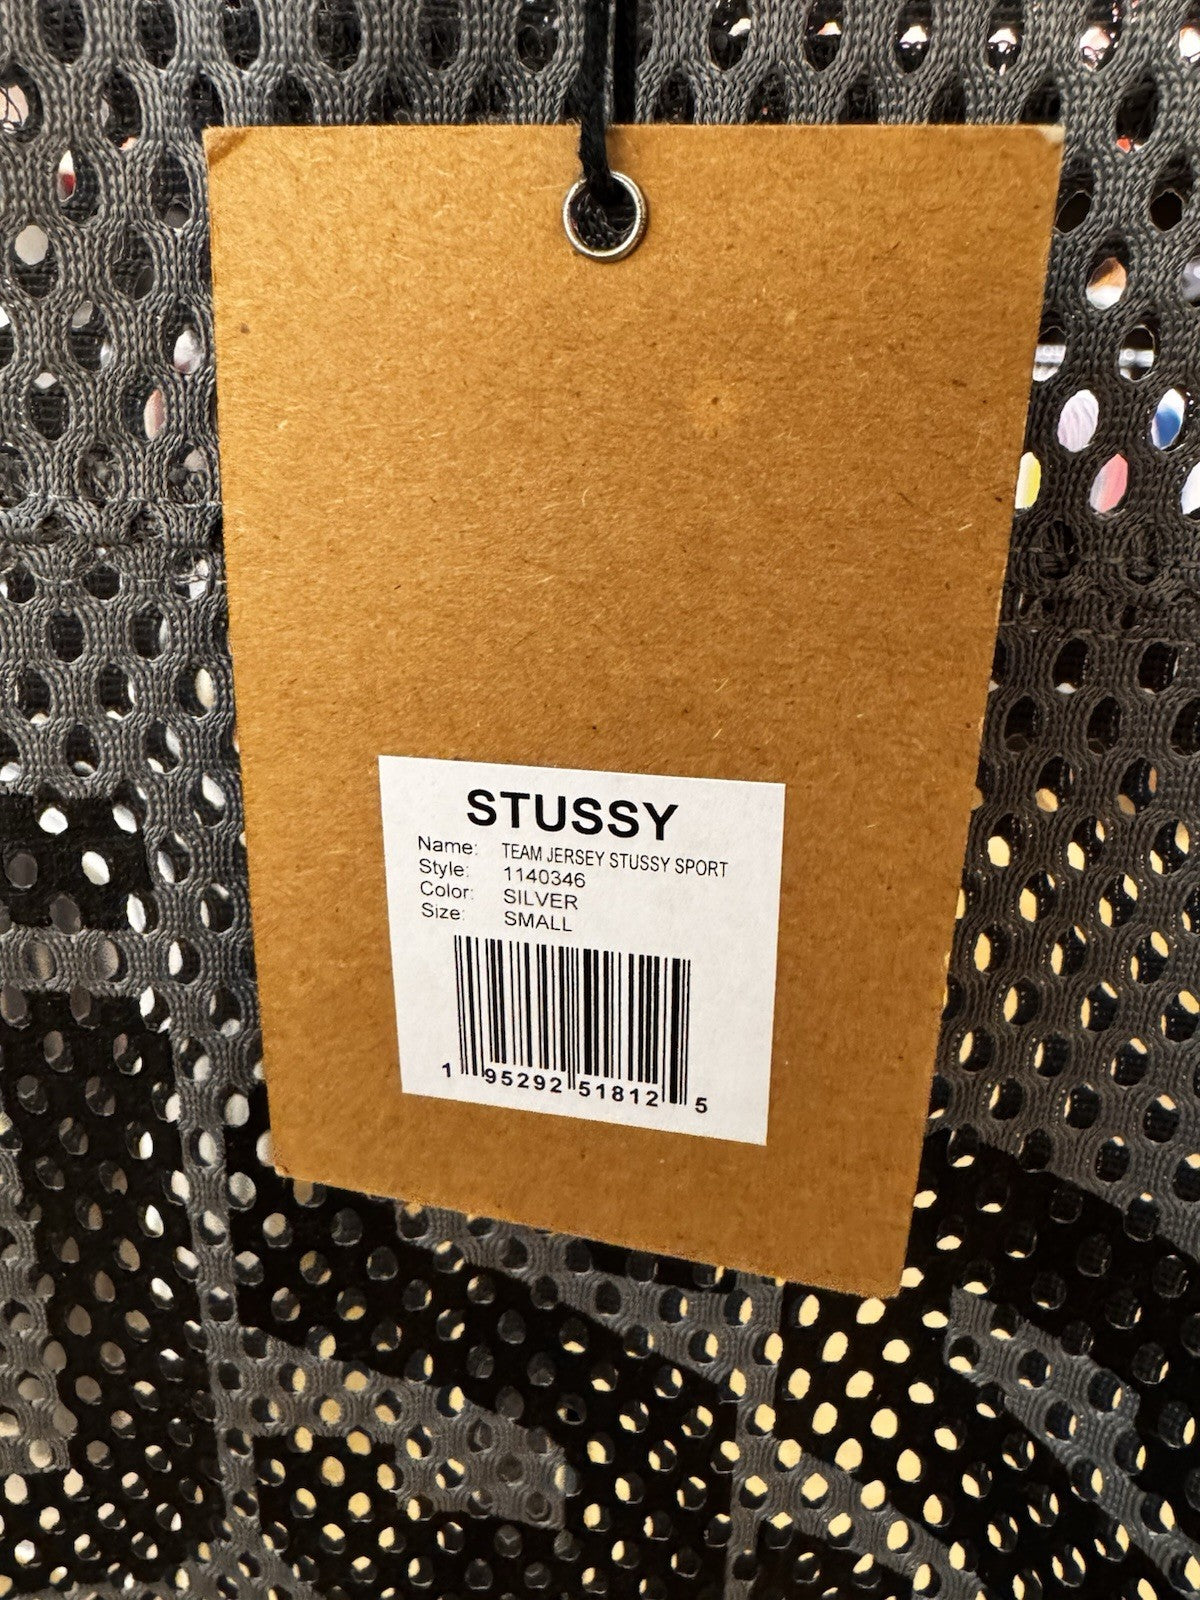 STUSSY
Name: TEAM JERSEY STUSSY SPORT
Style: 1140346
Color: SILVER
Size: SMALL
1 95292 51812 5